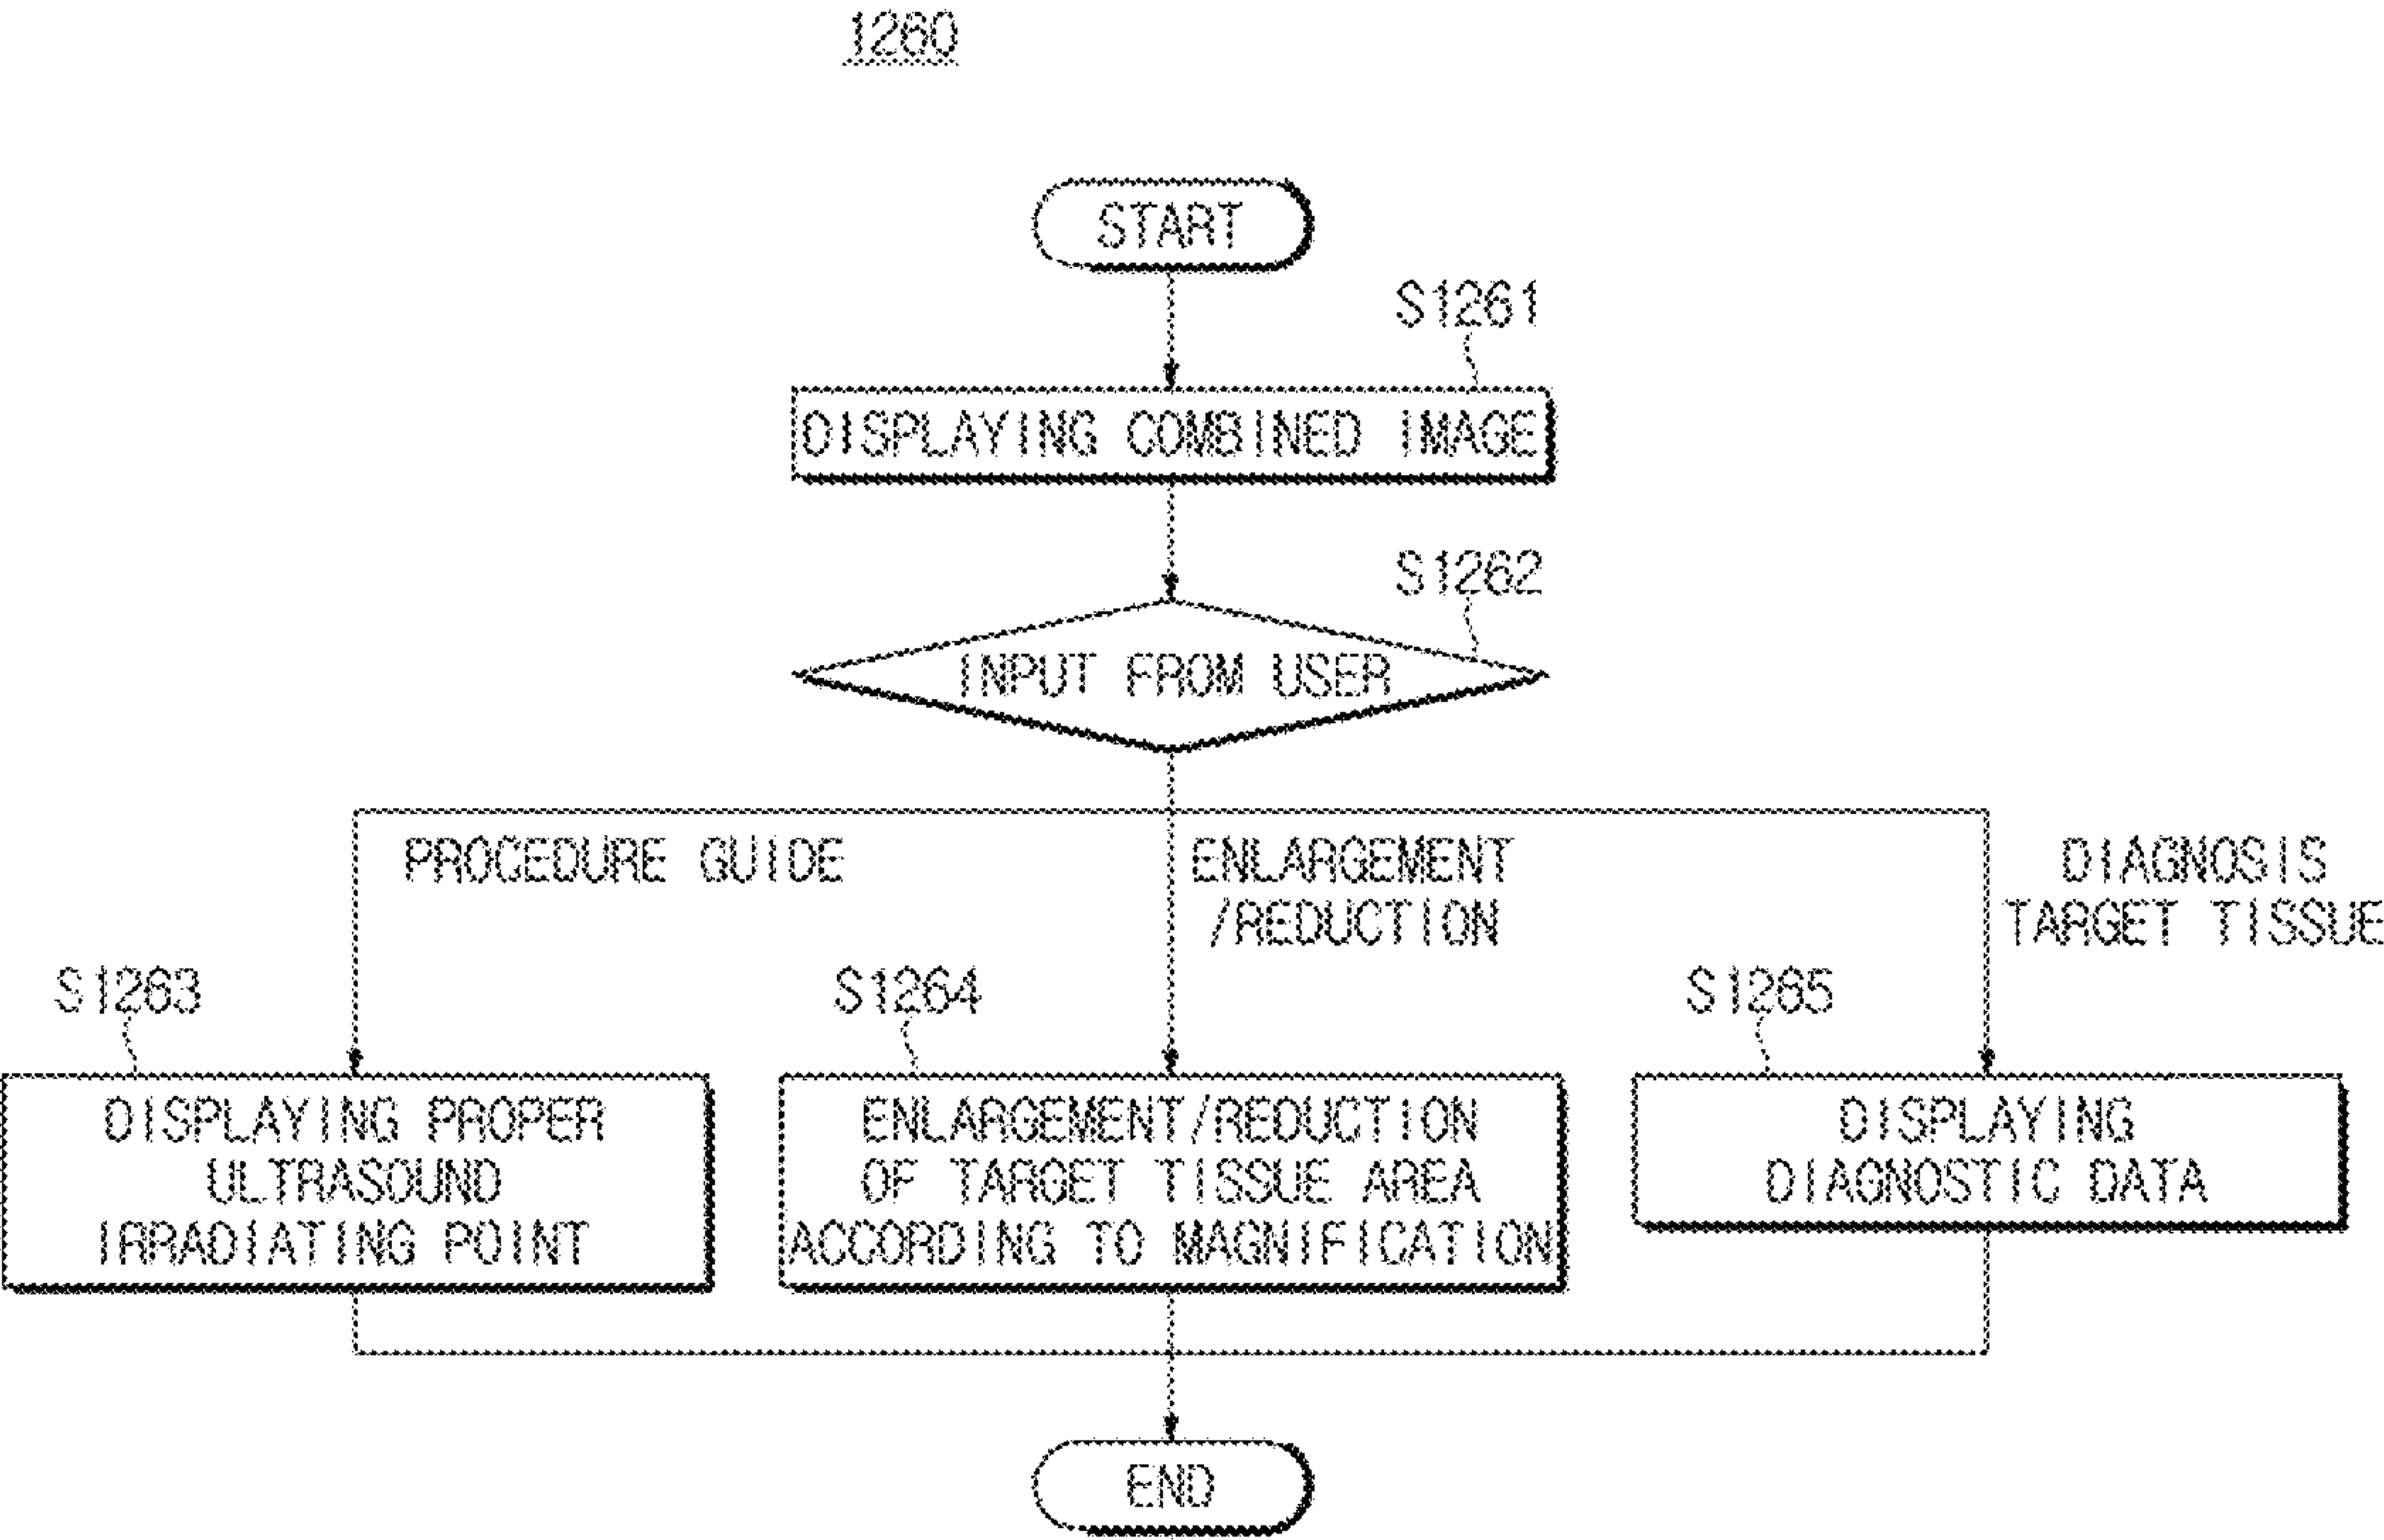 1260
START
S1261
DISPLAYING COMBINED IMAGE
S1262
INPUT FROM USER
PROCEDURE GUIDE
ENLARGEMENT
/REDUCTION
DIAGNOSIS
TARGET TISSUE
S1263
S1264
S1265
DISPLAYING PROPER
ULTRASOUND
IRRADIATING POINT
ENLARGEMENT/REDUCTION
OF TARGET TISSUE AREA
ACCORDING TO MAGNIFICATION
DISPLAYING
DIAGNOSTIC DATA
END